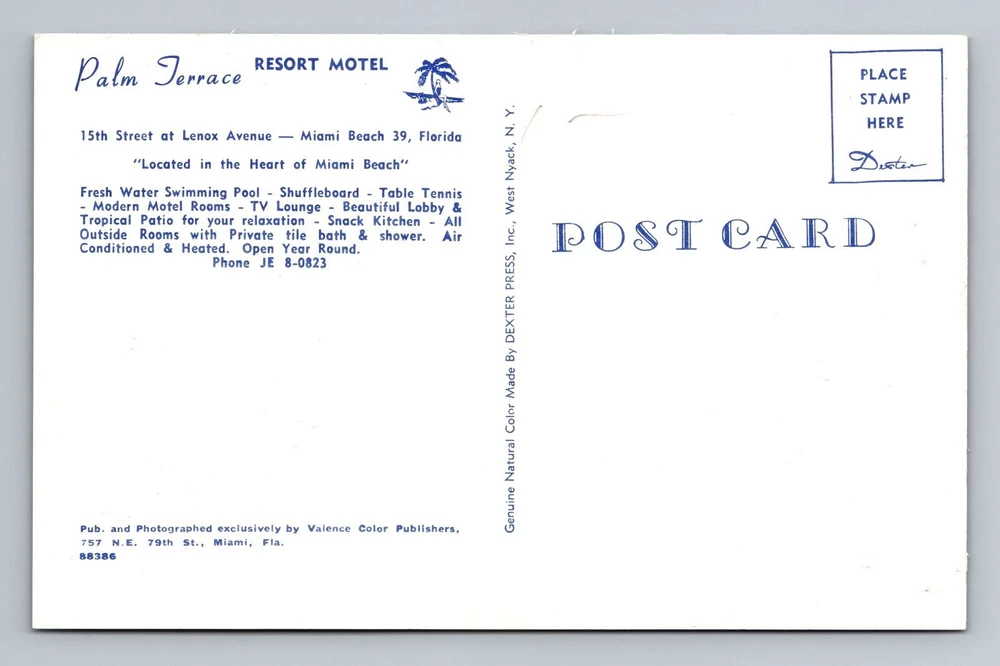 Palm Terrace RESORT MOTEL
15th Street at Lenox Avenue — Miami Beach 39, Florida
"Located in the Heart of Miami Beach"
Fresh Water Swimming Pool - Shuffleboard - Table Tennis
- Modern Motel Rooms - TV Lounge - Beautiful Lobby &
Tropical Patio for your relaxation - Snack Kitchen - All
Outside Rooms with Private tile bath & shower. Air
Conditioned & Heated. Open Year Round.
Phone JE 8-0823
Pub. and Photographed exclusively by Valence Color Publishers,
757 N.E. 79th St., Miami, Fla.
88386
Genuine Natural Color Made By DEXTER PRESS, Inc., West Nyack, N. Y.
PLACE
STAMP
HERE
Dexter
POST CARD